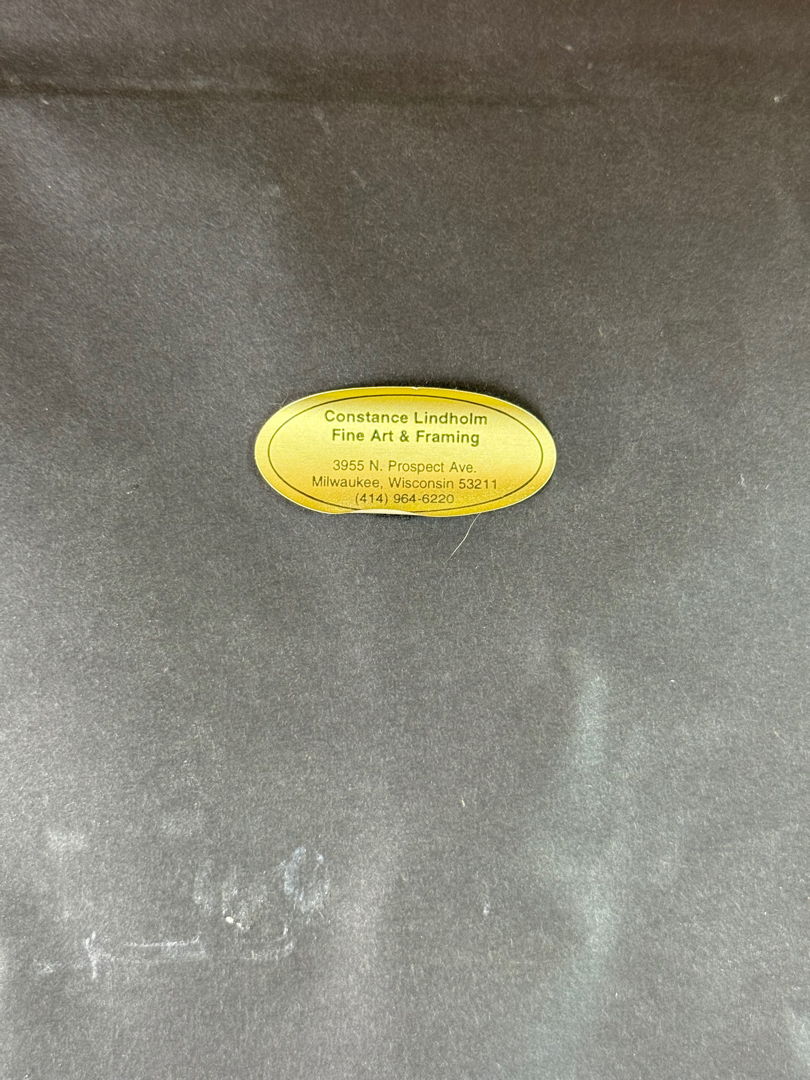 Constance Lindholm
Fine Art & Framing
3955 N. Prospect Ave.
Milwaukee, Wisconsin 53211
(414) 964-6220